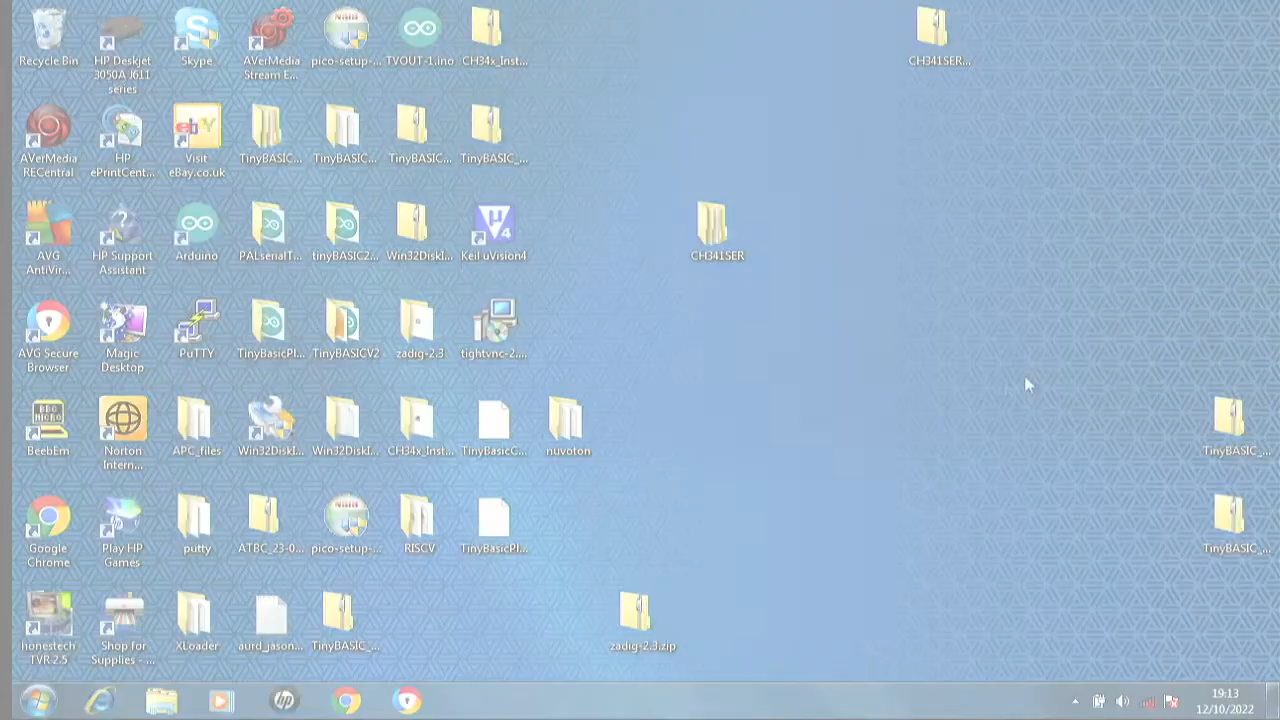 Recycle Bin
HP Deskjet
3050A J611
series
Skype
AVerMedia
Stream E...
pico-setup-...
TVOUT-1.ino
CH34x_Inst...
CH341SER...
AVerMedia
RECentral
HP
ePrintCent...
ebY
Visit
eBay.co.uk
TinyBASIC...
TinyBASIC...
TinyBASIC...
TinyBASIC_...
AVG
AntiVir...
HP Support
Assistant
Arduino
PALserialT...
tinyBASIC2...
Win32DiskI...
Keil uVision4
CH341SER
AVG Secure
Browser
Magic
Desktop
PuTTY
TinyBasicPl...
TinyBASICV2
zadig-2.3
tightvnc-2....
BBC
MICRO
BeebEm
Norton
Intern...
APC_files
Win32DiskI...
Win32DiskI...
CH34x_Inst...
TinyBasicC...
nuvoton
TinyBASIC_...
Google
Chrome
Play HP
Games
putty
ATBC_23-0...
pico-setup-...
RISCV
TinyBasicPl...
TinyBASIC_...
honestech
TVR 2.5
Shop for
Supplies - ...
XLoader
aurd_jason...
TinyBASIC_...
zadig-2.3.zip
hp
19:13
12/10/2022